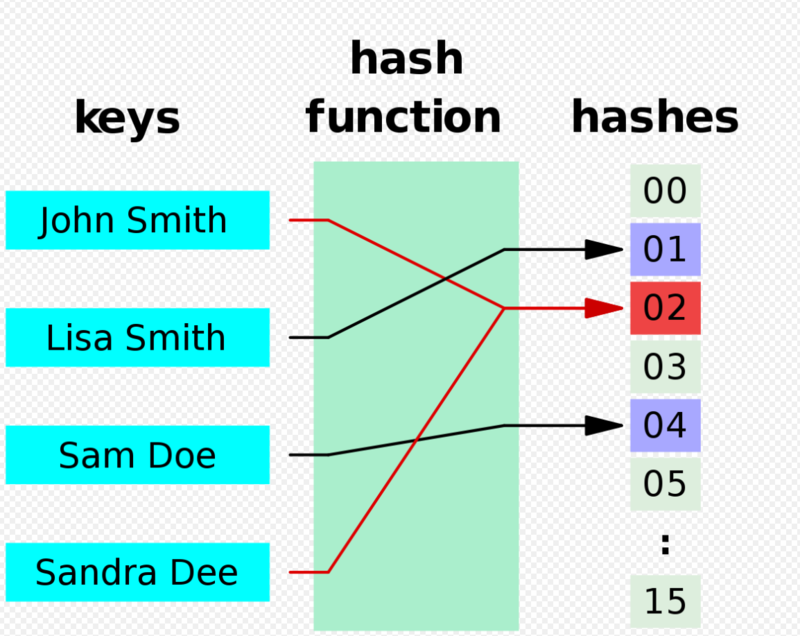 keys
hash
function
hashes
John Smith
Lisa Smith
Sam Doe
Sandra Dee
00
01
02
03
04
05
:
15